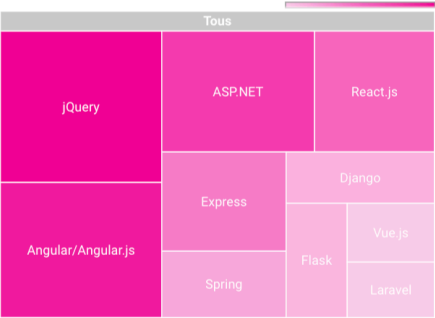 Tous
jQuery
ASP.NET
React.js
Angular/Angular.js
Express
Django
Spring
Flask
Vue.js
Laravel